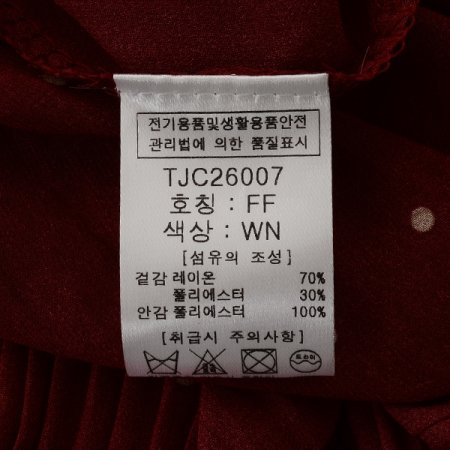 전기용품및생활용품안전
관리법에 의한 품질표시
TJC26007
호칭 : FF
색상 : WN
[섬유의 조성]
겉감 레이온 70%
폴리에스터 30%
안감 폴리에스터 100%
[취급시 주의사항]
드라이